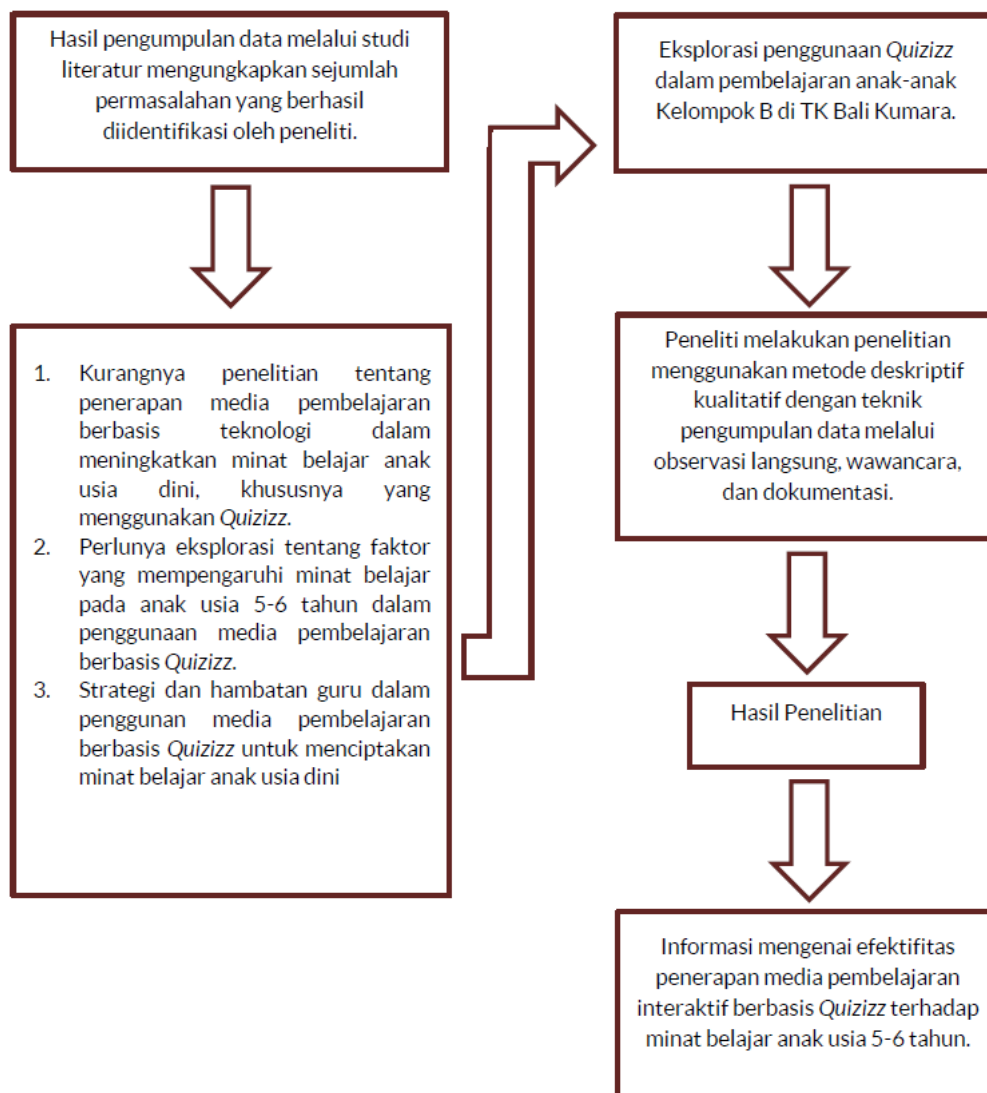 Hasil pengumpulan data melalui studi
literatur mengungkapkan sejumlah
permasalahan yang berhasil
diidentifikasi oleh peneliti.
1. Kurangnya penelitian tentang
penerapan media pembelajaran
berbasis teknologi dalam
meningkatkan minat belajar anak
usia dini, khususnya yang
menggunakan Quizizz.
2. Perlunya eksplorasi tentang faktor
yang mempengaruhi minat belajar
pada anak usia 5-6 tahun dalam
penggunaan media pembelajaran
berbasis Quizizz.
3. Strategi dan hambatan guru dalam
penggunan media pembelajaran
berbasis Quizizz untuk menciptakan
minat belajar anak usia dini
Eksplorasi penggunaan Quizizz
dalam pembelajaran anak-anak
Kelompok B di TK Bali Kumara.
Peneliti melakukan penelitian
menggunakan metode deskriptif
kualitatif dengan teknik
pengumpulan data melalui
observasi langsung, wawancara,
dan dokumentasi.
Hasil Penelitian
Informasi mengenai efektifitas
penerapan media pembelajaran
interaktif berbasis Quizizz terhadap
minat belajar anak usia 5-6 tahun.